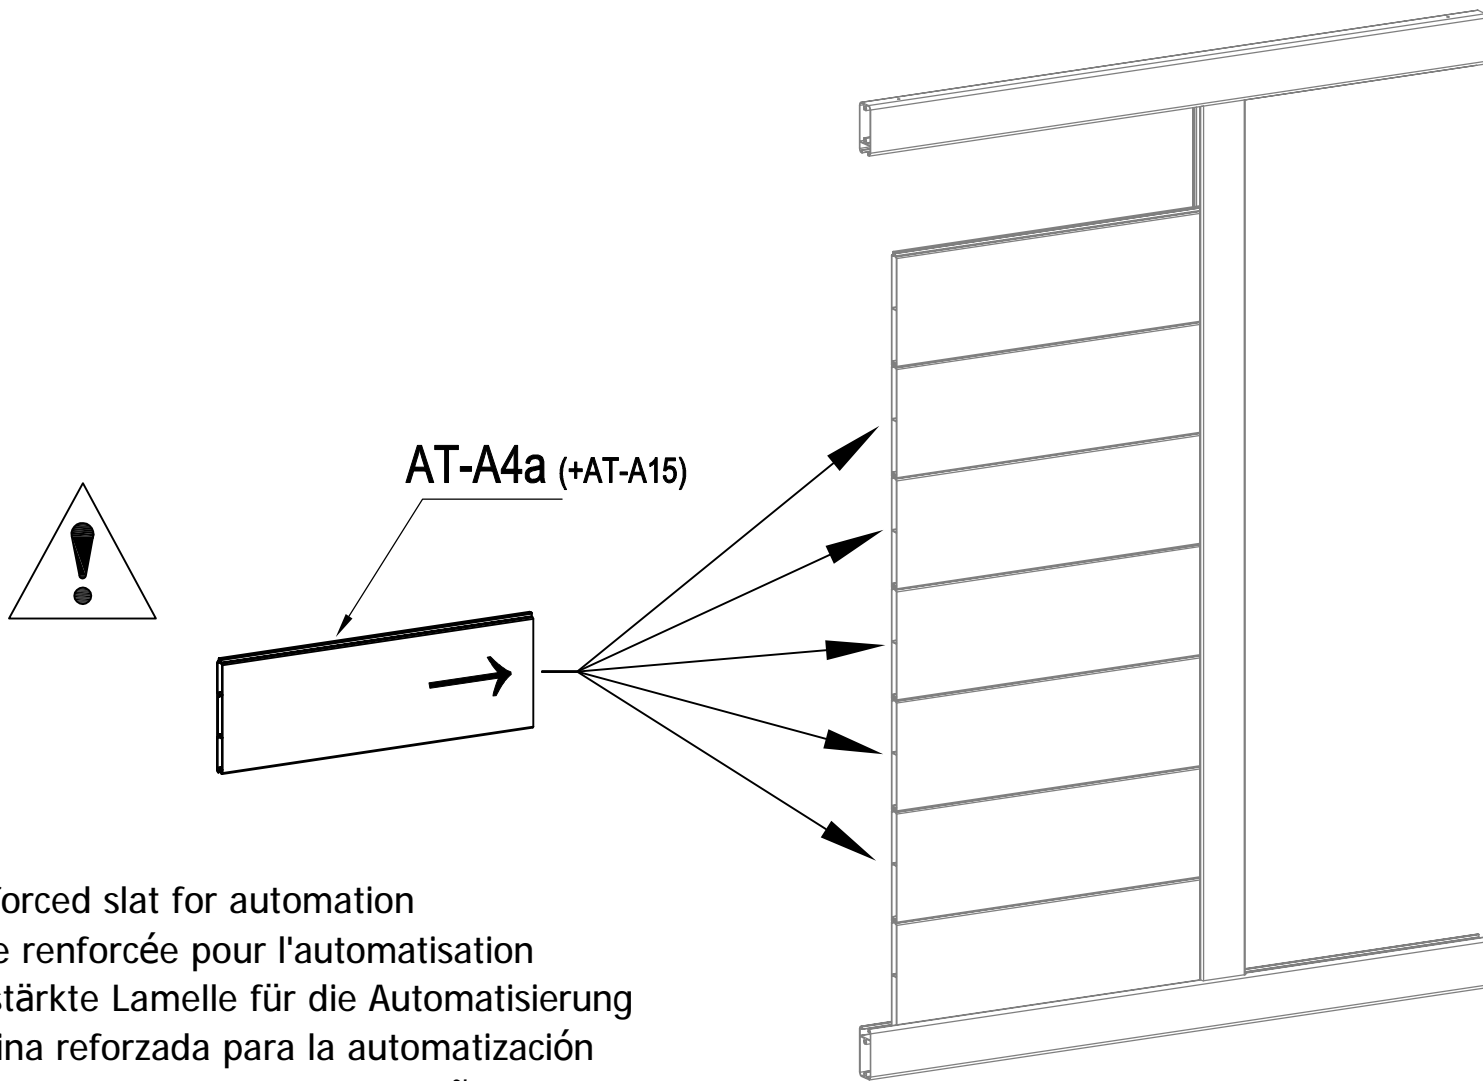 AT-A4a (+AT-A15)
forced slat for automation
e renforcée pour l'automatisation
stärkte Lamelle für die Automatisierung
ina reforzada para la automatización